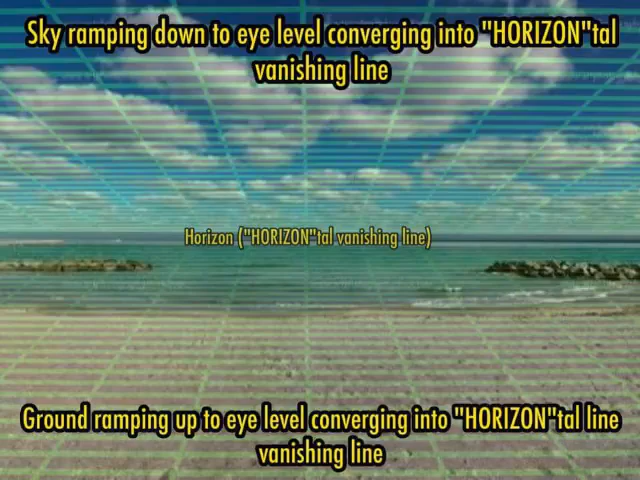 Sky ramping down to eye level converging into "HORIZON"tal
vanishing line
Horizon ("HORIZON"tal vanishing line)
Ground ramping up to eye level converging into "HORIZON"tal line
vanishing line